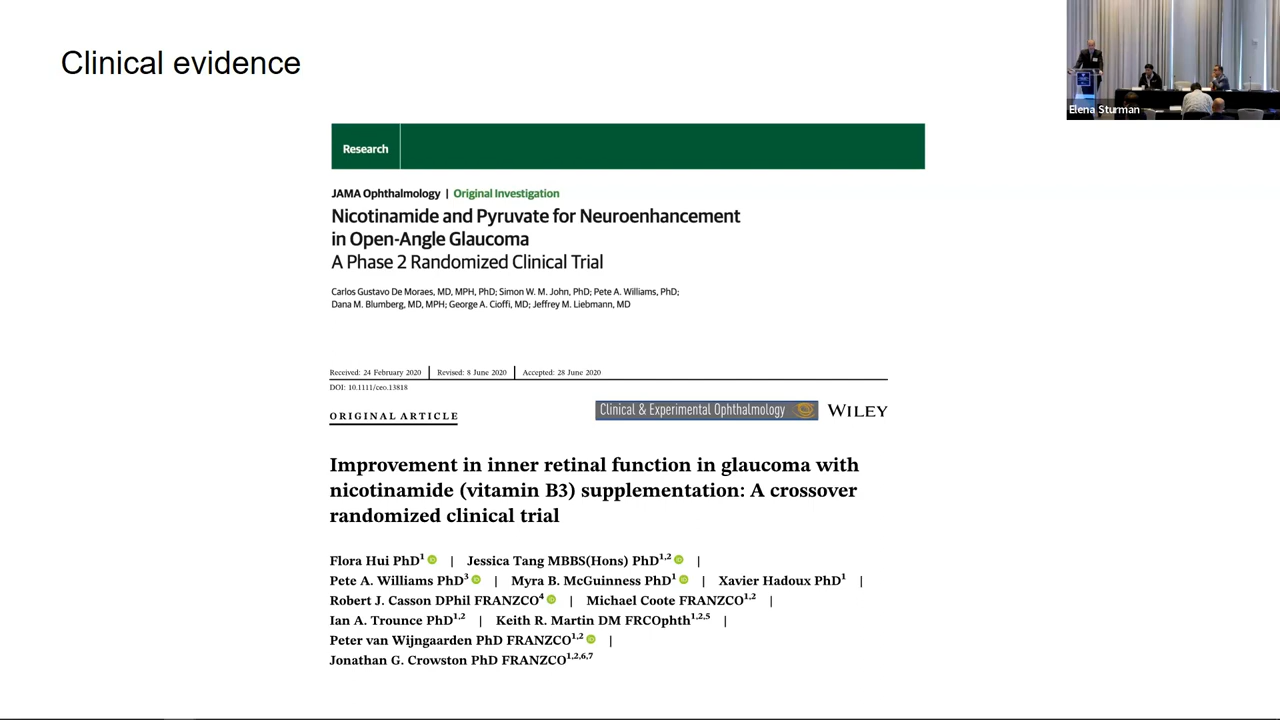 Clinical evidence
Elena Sturman
Research
JAMA Ophthalmology | Original Investigation
Nicotinamide and Pyruvate for Neuroenhancement
in Open-Angle Glaucoma
A Phase 2 Randomized Clinical Trial
Carlos Gustavo De Moraes, MD, MPH, PhD; Simon W. M. John, PhD; Pete A. Williams, PhD;
Dana M. Blumberg, MD, MPH; George A. Cioffi, MD; Jeffrey M. Liebmann, MD
Received: 24 February 2020 | Revised: 8 June 2020 | Accepted: 28 June 2020
DOI: 10.1111/ceo.13818
ORIGINAL ARTICLE
Clinical & Experimental Ophthalmology WILEY
Improvement in inner retinal function in glaucoma with
nicotinamide (vitamin B3) supplementation: A crossover
randomized clinical trial
Flora Hui PhD1 iD | Jessica Tang MBBS(Hons) PhD1,2 iD |
Pete A. Williams PhD3 iD | Myra B. McGuinness PhD1 iD | Xavier Hadoux PhD1 |
Robert J. Casson DPhil FRANZCO4 iD | Michael Coote FRANZCO1,2 |
Ian A. Trounce PhD1,2 | Keith R. Martin DM FRCOphth1,2,5 |
Peter van Wijngaarden PhD FRANZCO1,2 iD |
Jonathan G. Crowston PhD FRANZCO1,2,6,7